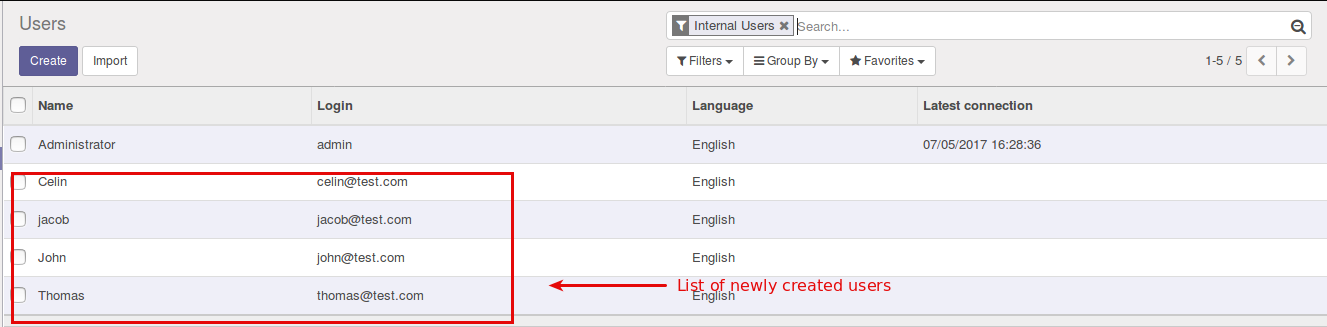 Users
Internal Users Search...
Create Import
Filters Group By Favorites 1-5 / 5
Name Login Language Latest connection
Administrator admin English 07/05/2017 16:28:36
Celin celin@test.com English
jacob jacob@test.com English
John john@test.com English
List of newly created users
Thomas thomas@test.com English